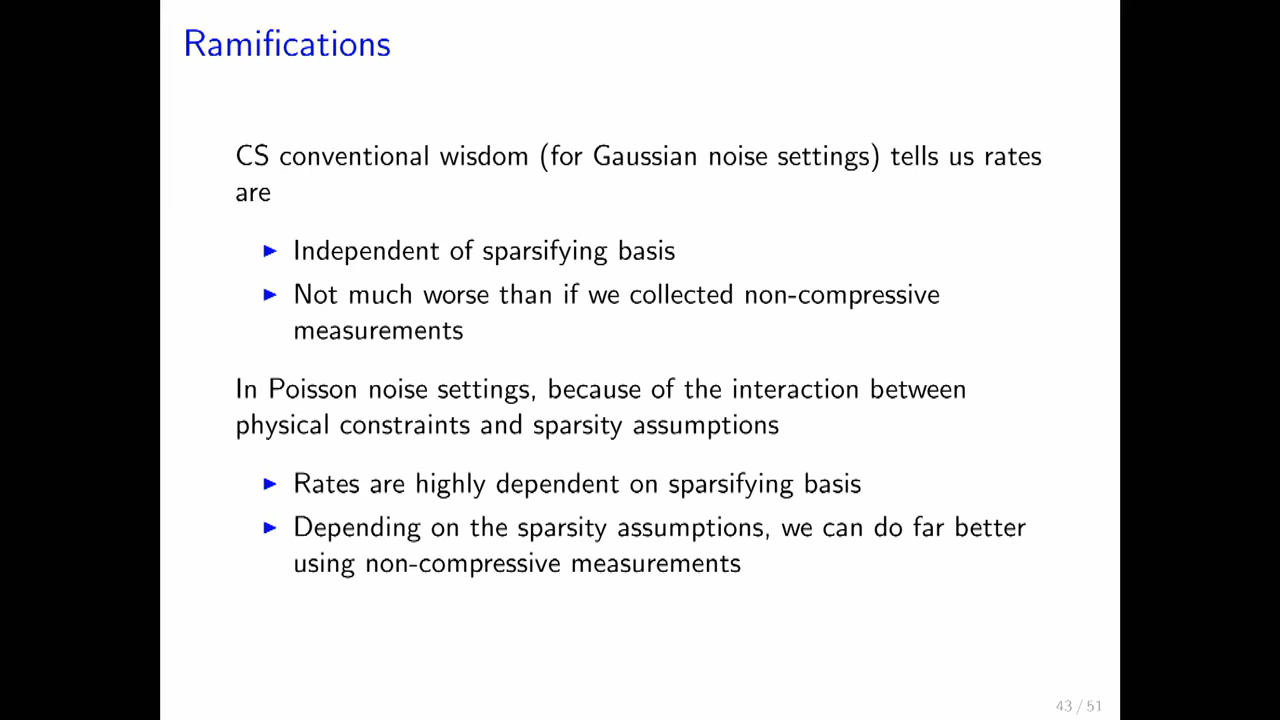 Ramifications
CS conventional wisdom (for Gaussian noise settings) tells us rates
are
Independent of sparsifying basis
Not much worse than if we collected non-compressive
measurements
In Poisson noise settings, because of the interaction between
physical constraints and sparsity assumptions
Rates are highly dependent on sparsifying basis
Depending on the sparsity assumptions, we can do far better
using non-compressive measurements
43 / 51